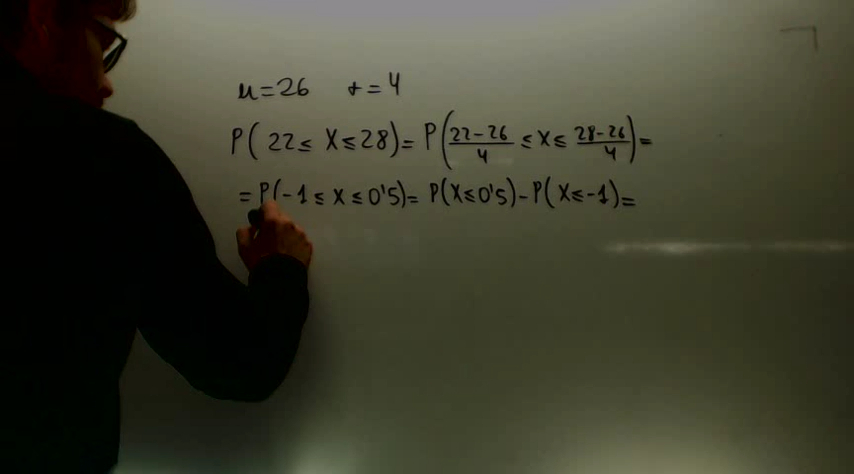 μ=26 σ=4
P(22≤X≤28)=P(22-26/4≤X≤28-26/4)=
=P(-1≤X≤0'5)=P(X≤0'5)-P(X≤-1)=